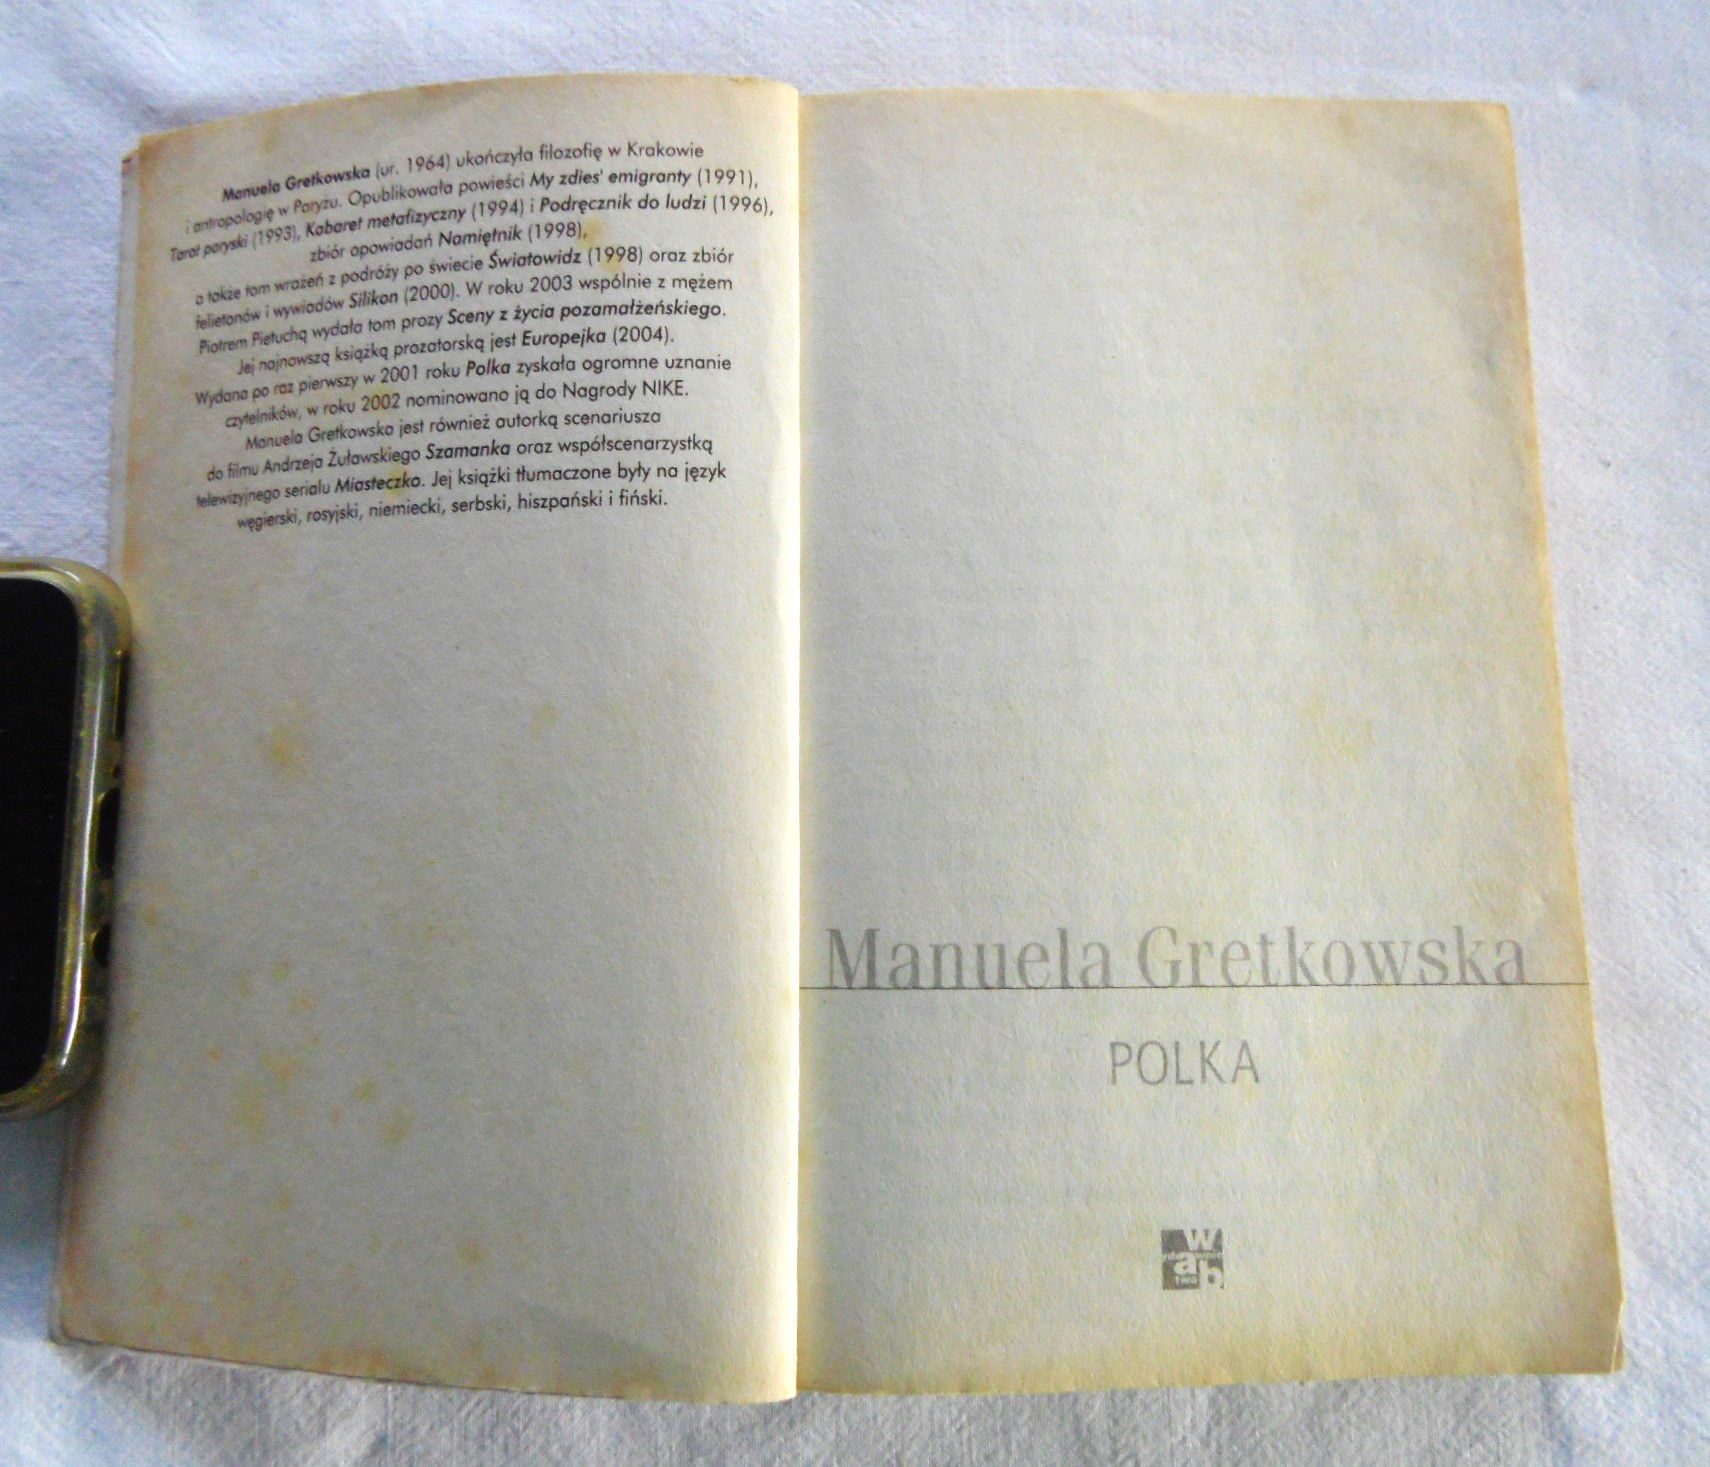 Manuela Gretkowska (ur. 1964) ukończyła filozofię w Krakowie
i antropologię w Paryżu. Opublikowała powieści My zdies' emigranty (1991),
Tarot paryski (1993), Kabaret metafizyczny (1994) i Podręcznik do ludzi (1996),
zbiór opowiadań Namiętnik (1998),
a także tom wrażeń z podróży po świecie Światowidz (1998) oraz zbiór
felietonów i wywiadów Silikon (2000). W roku 2003 wspólnie z mężem
Piotrem Pietuchą wydała tom prozy Sceny z życia pozamałżeńskiego.
Jej najnowszą książką prozatorską jest Europejka (2004).
Wydana po raz pierwszy w 2001 roku Polka zyskała ogromne uznanie
czytelników, w roku 2002 nominowano ją do Nagrody NIKE.
Manuela Gretkowska jest również autorką scenariusza
do filmu Andrzeja Żuławskiego Szamanka oraz współscenarzystką
telewizyjnego serialu Miasteczko. Jej książki tłumaczone były na język
węgierski, rosyjski, niemiecki, serbski, hiszpański i fiński.
Manuela Gretkowska
POLKA
W
ab